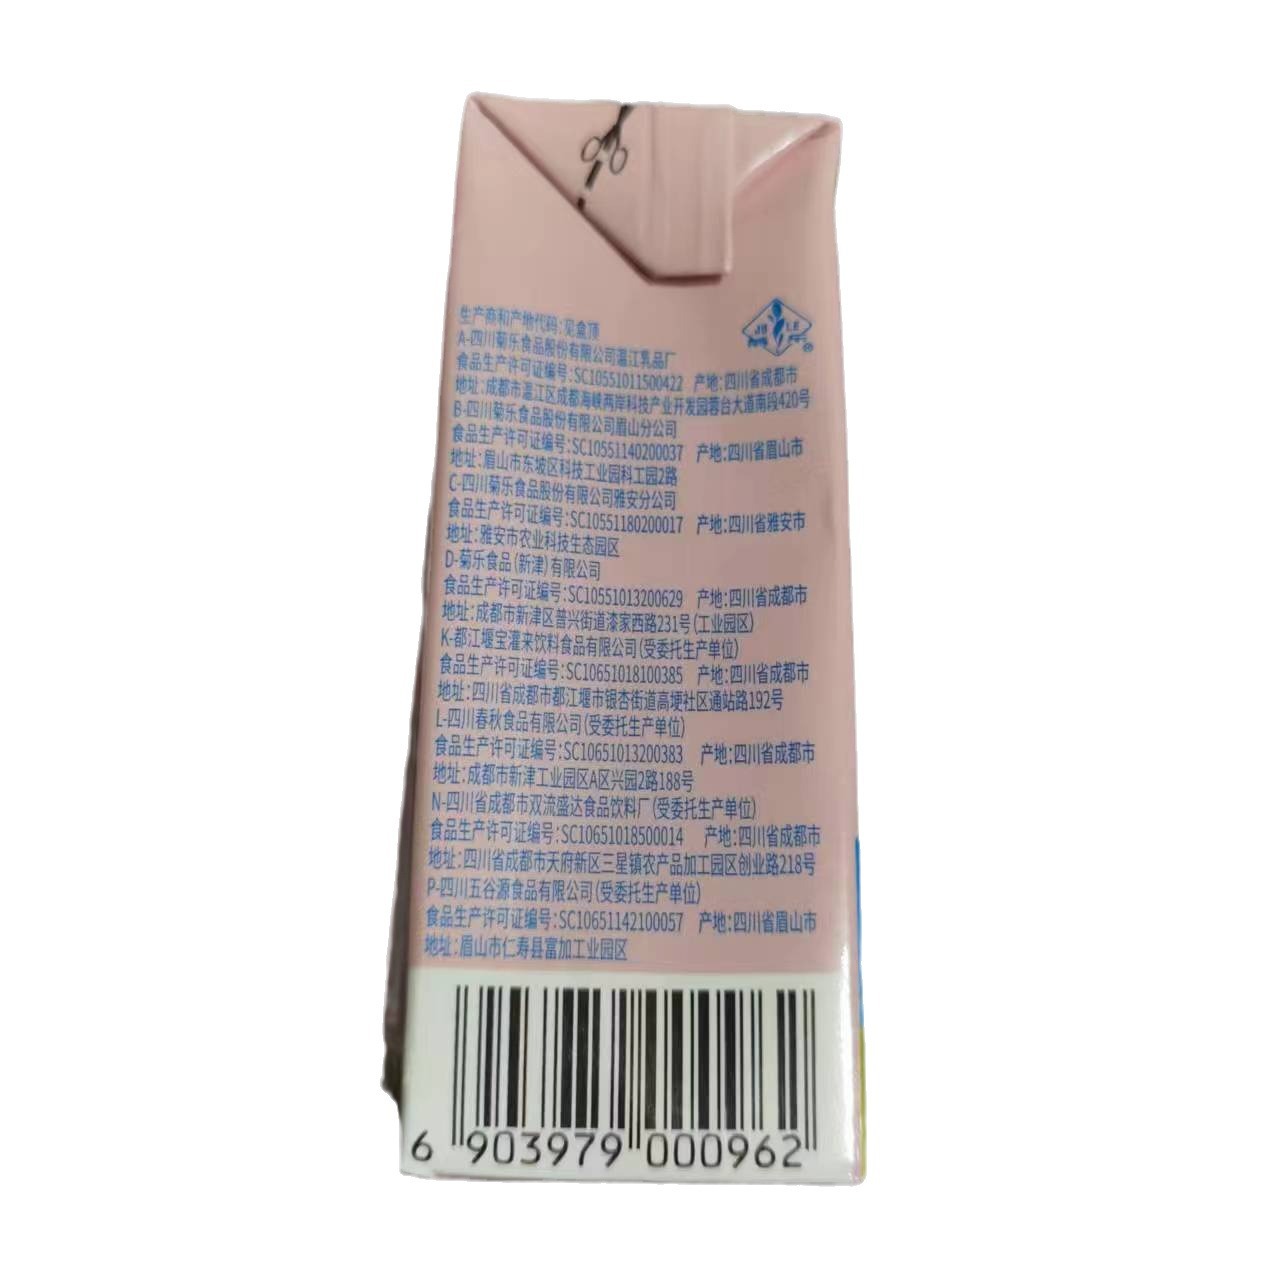 生产商和产地代码:见盒顶
JU LE
®
A-四川菊乐食品股份有限公司温江乳品厂
食品生产许可证编号:SC10551011500422 产地:四川省成都市
地址:成都市温江区成都海峡两岸科技产业开发园蓉台大道南段420号
B-四川菊乐食品股份有限公司眉山分公司
食品生产许可证编号:SC10551140200037 产地:四川省眉山市
地址:眉山市东坡区科技工业园科工园2路
C-四川菊乐食品股份有限公司雅安分公司
食品生产许可证编号:SC10551180200017 产地:四川省雅安市
地址:雅安市农业科技生态园区
D-菊乐食品(新津)有限公司
食品生产许可证编号:SC10551013200629 产地:四川省成都市
地址:成都市新津区普兴街道漆家西路231号(工业园区)
K-都江堰宝灌来饮料食品有限公司(受委托生产单位)
食品生产许可证编号:SC10651018100385 产地:四川省成都市
地址:四川省成都市都江堰市银杏街道高埂社区通站路192号
L-四川春秋食品有限公司(受委托生产单位)
食品生产许可证编号:SC10651013200383 产地:四川省成都市
地址:成都市新津工业园区A区兴园2路188号
N-四川省成都市双流盛达食品饮料厂(受委托生产单位)
食品生产许可证编号:SC10651018500014 产地:四川省成都市
地址:四川省成都市天府新区三星镇农产品加工园区创业路218号
P-四川五谷源食品有限公司(受委托生产单位)
食品生产许可证编号:SC10651142100057 产地:四川省眉山市
地址:眉山市仁寿县富加工业园区
6 903979 000962